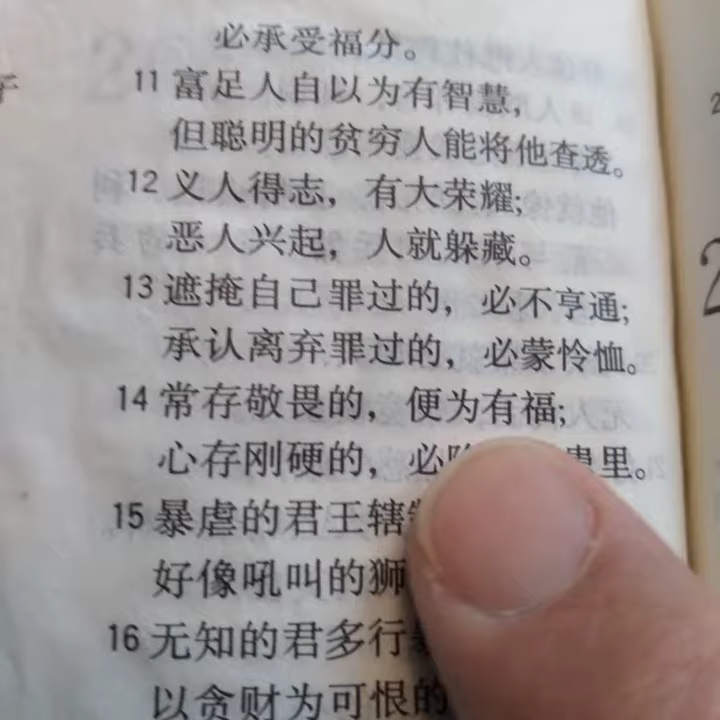 必承受福分。
11 富足人自以为有智慧，
但聪明的贫穷人能将他查透。
12 义人得志，有大荣耀；
恶人兴起，人就躲藏。
13 遮掩自己罪过的，必不亨通；
承认离弃罪过的，必蒙怜恤。
14 常存敬畏的，便为有福；
心存刚硬的，必里。
15 暴虐的君王辖
好像吼叫的狮
16 无知的君多行
以贪财为可恨的